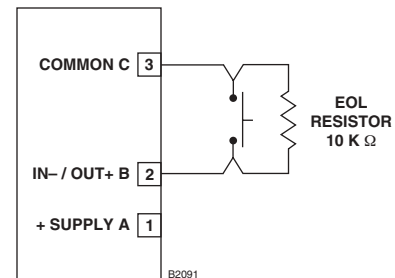 COMMON C 3
EOL
RESISTOR
10 K Ω
IN– / OUT+ B 2
+ SUPPLY A 1
B2091